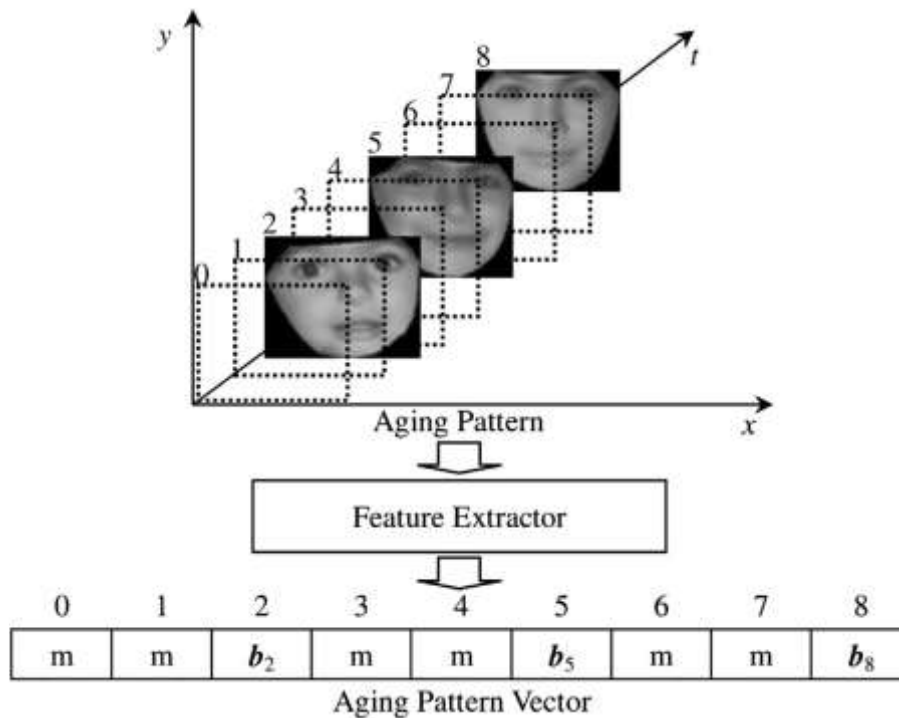 y
t
8
7
6
5
4
3
2
1
0
x
Aging Pattern
Feature Extractor
0 1 2 3 4 5 6 7 8
m m b₂ m m b₅ m m b₈
Aging Pattern Vector